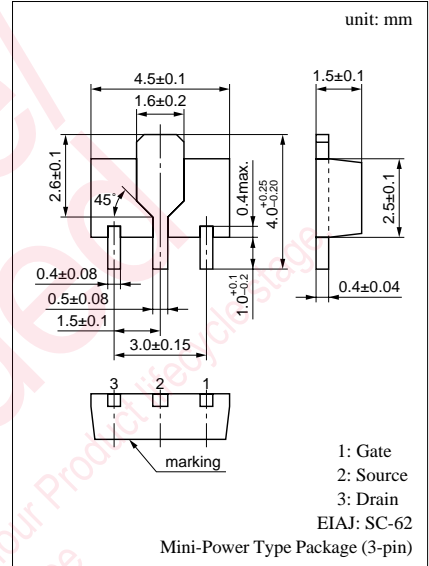 unit: mm
4.5±0.1
1.6±0.2
1.5±0.1
2.6±0.1
45°
0.4max.
4.0+0.25−0.20
2.5±0.1
1.0+0.1−0.2
0.4±0.08
0.5±0.08
1.5±0.1
3.0±0.15
0.4±0.04
3 2 1
marking
1: Gate
2: Source
3: Drain
EIAJ: SC-62
Mini-Power Type Package (3-pin)
our Product lifecycle stage